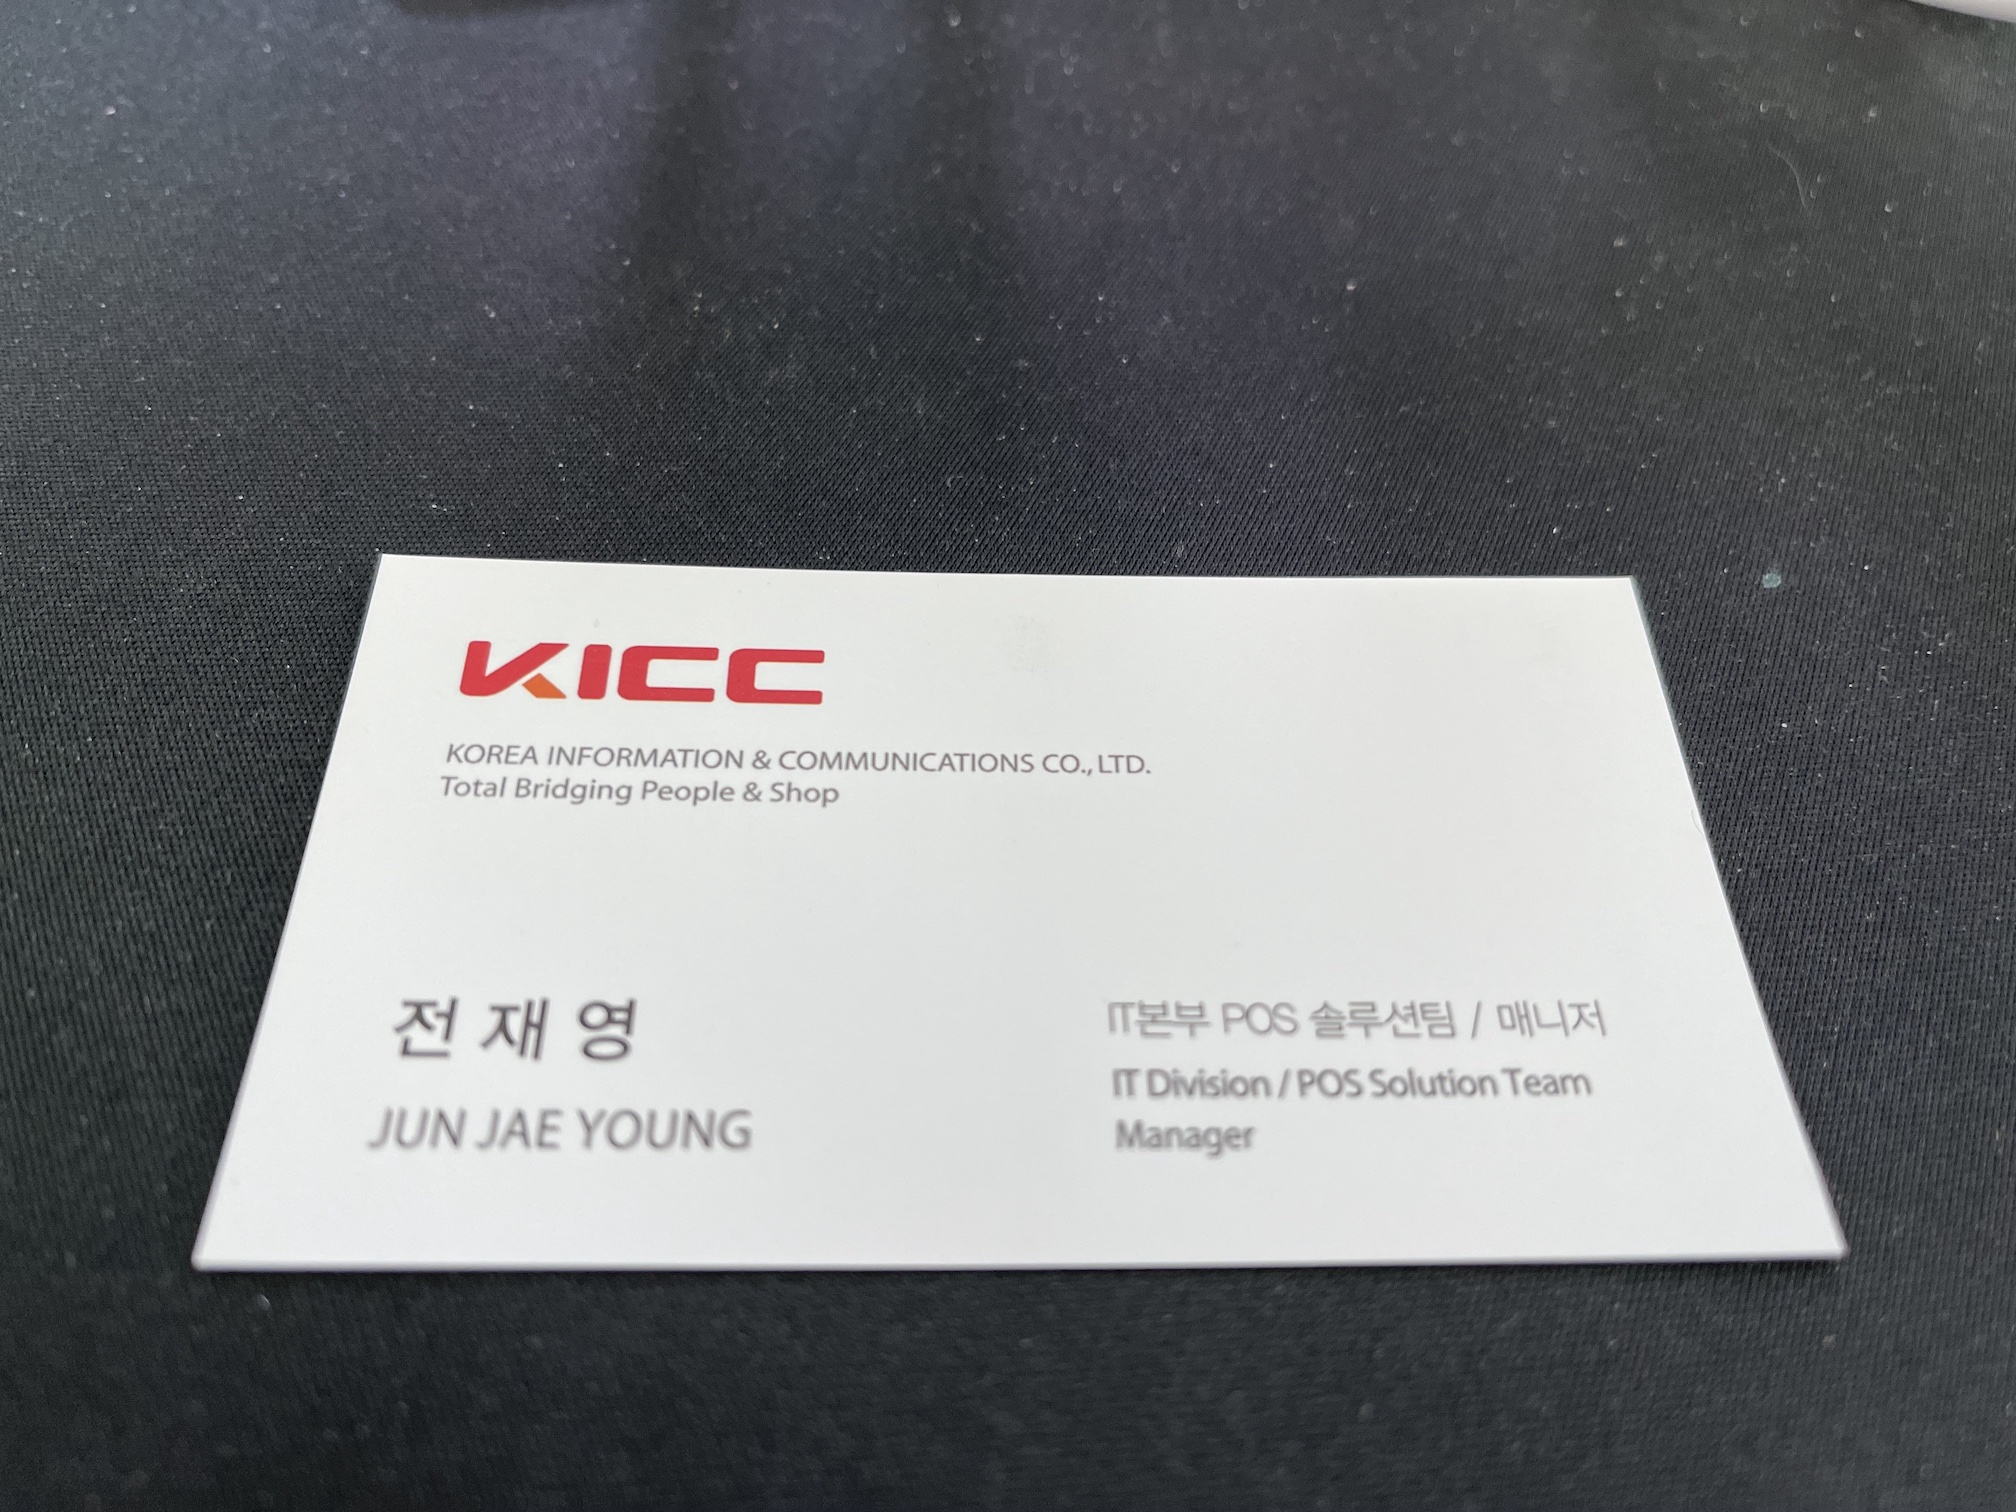 KICC
KOREA INFORMATION & COMMUNICATIONS CO., LTD.
Total Bridging People & Shop
전 재 영
JUN JAE YOUNG
IT본부 POS 솔루션팀 / 매니저
IT Division / POS Solution Team
Manager